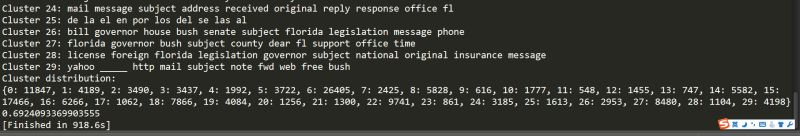 Cluster 24: mail message subject address received original reply response office fl
Cluster 25: de la el en por los del se las al
Cluster 26: bill governor house bush senate subject florida legislation message phone
Cluster 27: florida governor bush subject county dear fl support office time
Cluster 28: license foreign florida legislation governor subject national original insurance message
Cluster 29: yahoo _____ http mail subject note fwd web free bush
Cluster distribution:
{0: 11847, 1: 4189, 2: 3490, 3: 3437, 4: 1992, 5: 3722, 6: 26405, 7: 2425, 8: 5828, 9: 616, 10: 1777, 11: 548, 12: 1455, 13: 747, 14: 5582, 15:
17466, 16: 6266, 17: 1062, 18: 7866, 19: 4084, 20: 1256, 21: 1300, 22: 9741, 23: 861, 24: 3185, 25: 1613, 26: 2953, 27: 8480, 28: 1104, 29: 4198}
0.6924093369903555
[Finished in 918.6s]